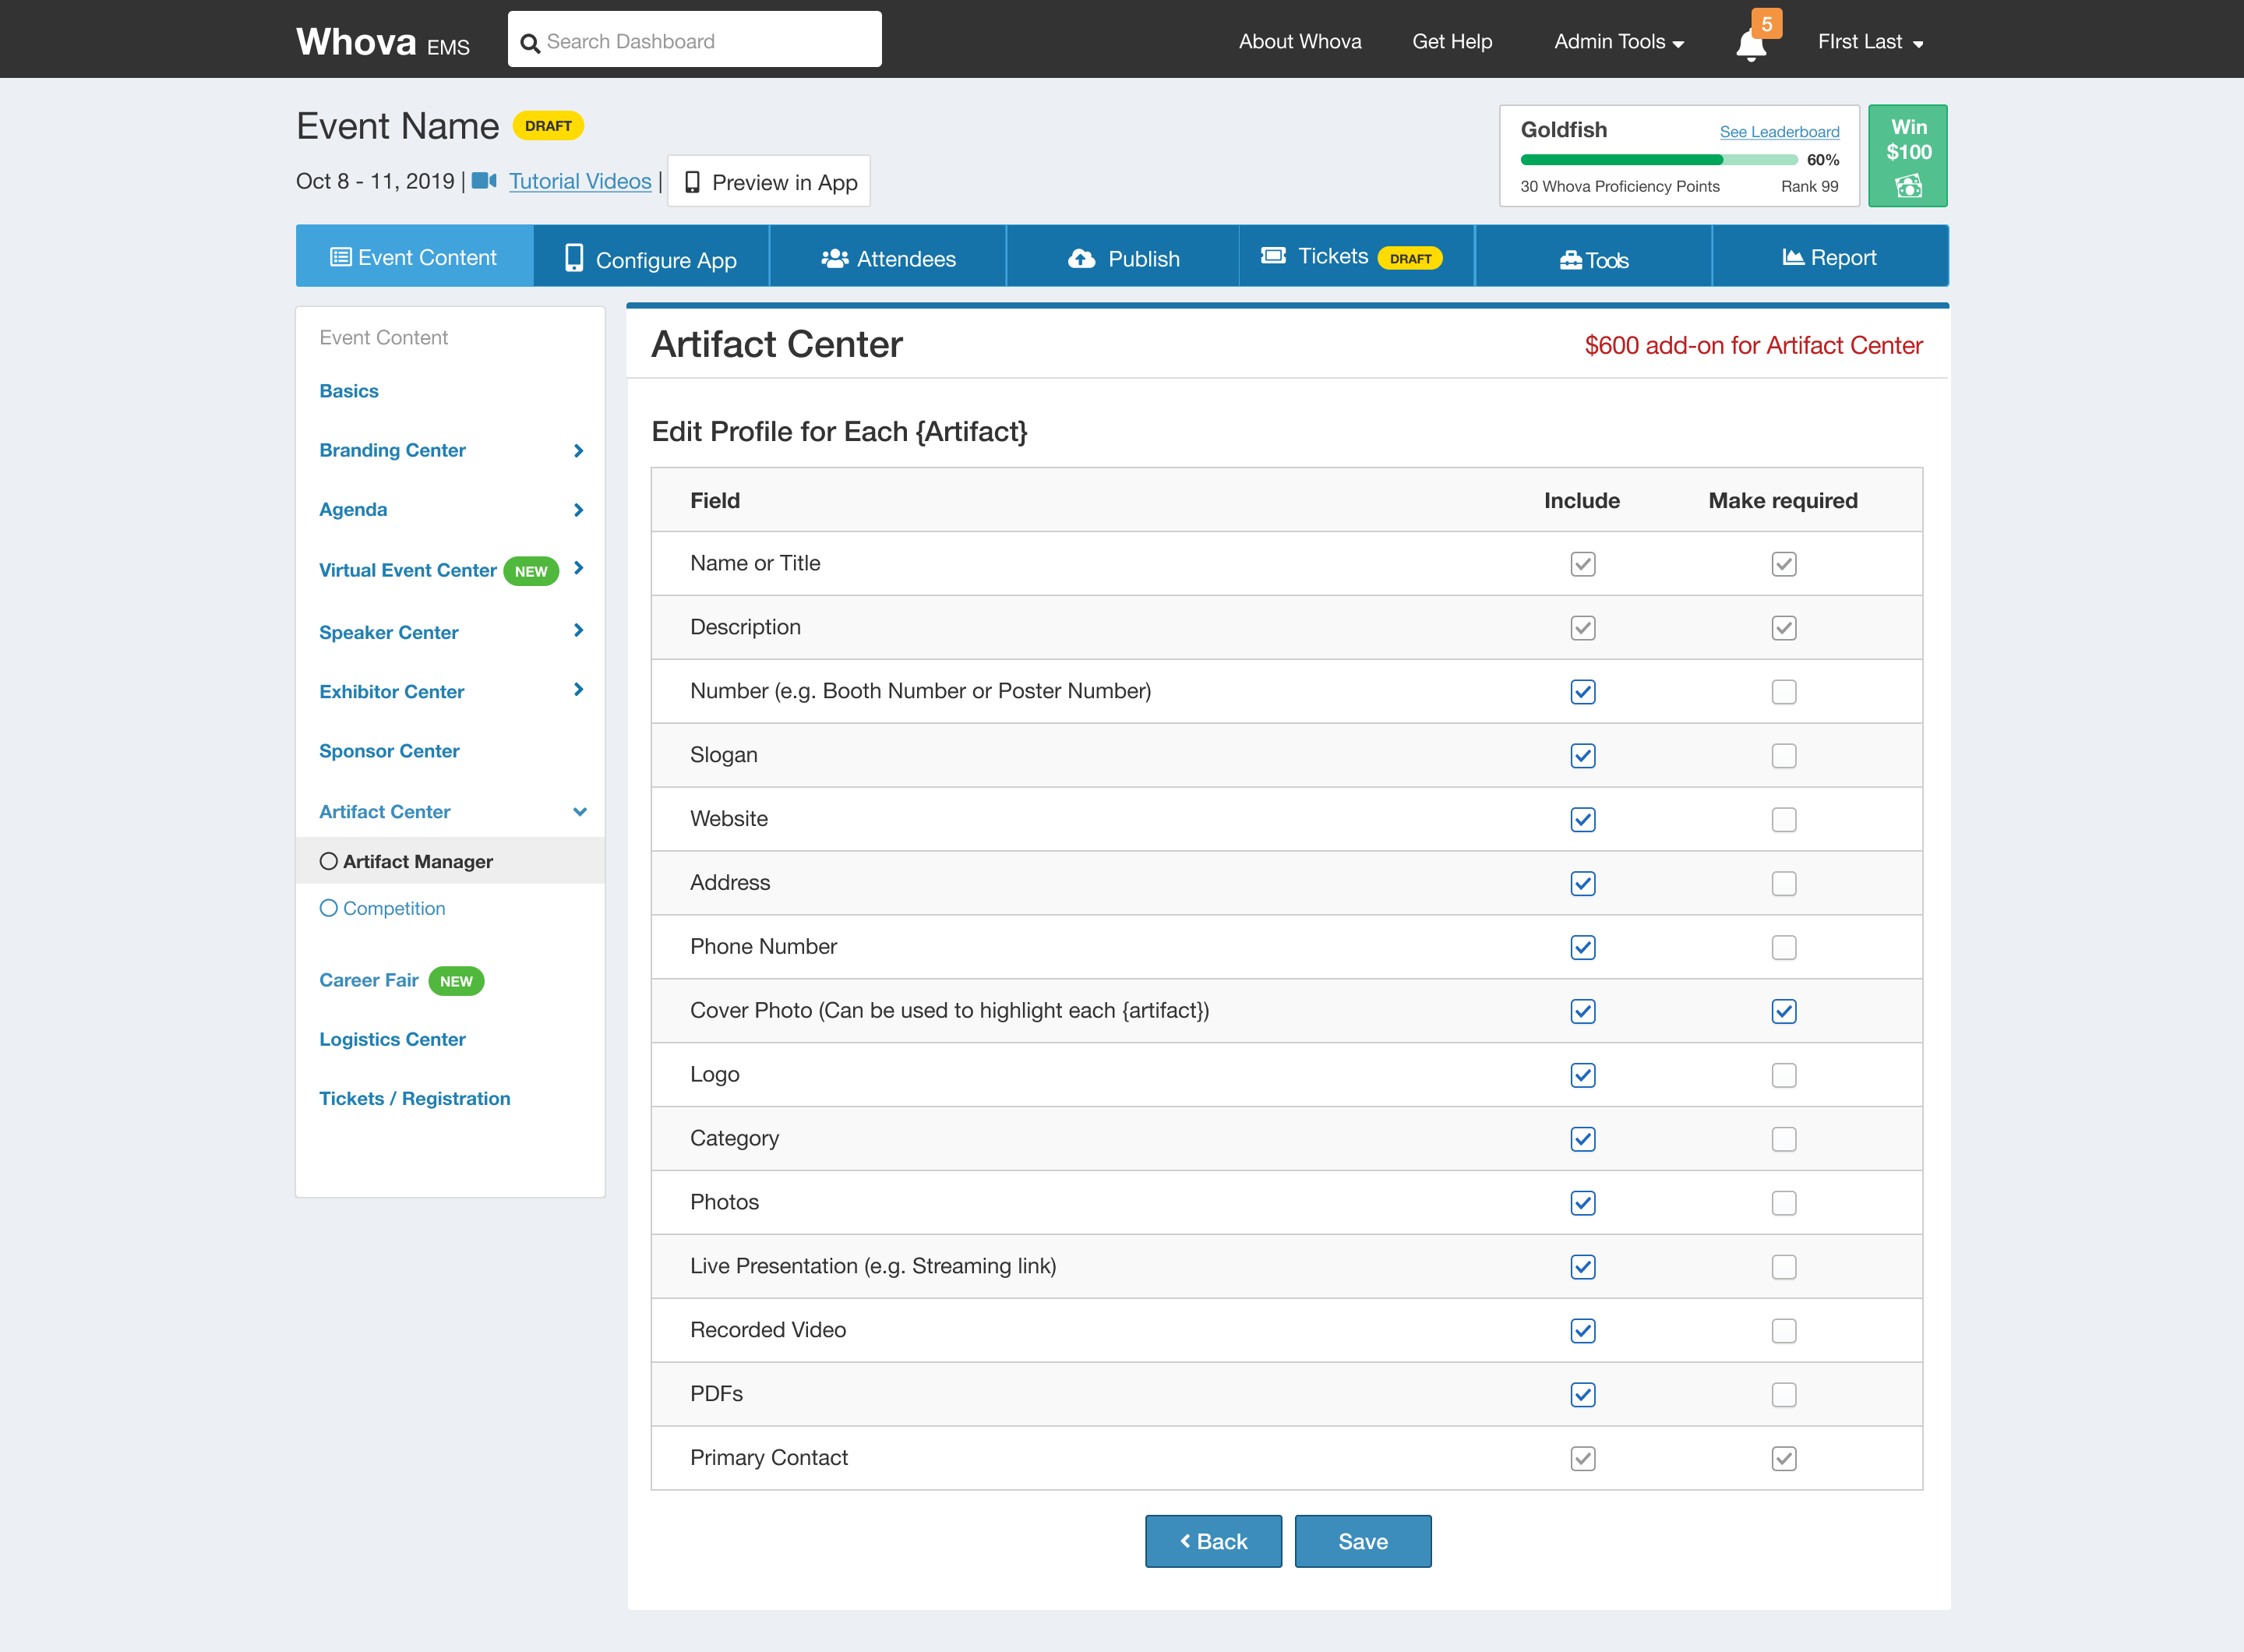 Whova EMS
Search Dashboard
About Whova
Get Help
Admin Tools
5
FIrst Last
Event Name DRAFT
Oct 8 - 11, 2019 | Tutorial Videos | Preview in App
Goldfish
See Leaderboard
60%
30 Whova Proficiency Points
Rank 99
Win
$100
Event Content
Configure App
Attendees
Publish
Tickets DRAFT
Tools
Report
Event Content
Basics
Branding Center
Agenda
Virtual Event Center NEW
Speaker Center
Exhibitor Center
Sponsor Center
Artifact Center
Artifact Manager
Competition
Career Fair NEW
Logistics Center
Tickets / Registration
Artifact Center
$600 add-on for Artifact Center
Edit Profile for Each {Artifact}
Field Include Make required
Name or Title
Description
Number (e.g. Booth Number or Poster Number)
Slogan
Website
Address
Phone Number
Cover Photo (Can be used to highlight each {artifact})
Logo
Category
Photos
Live Presentation (e.g. Streaming link)
Recorded Video
PDFs
Primary Contact
Back
Save